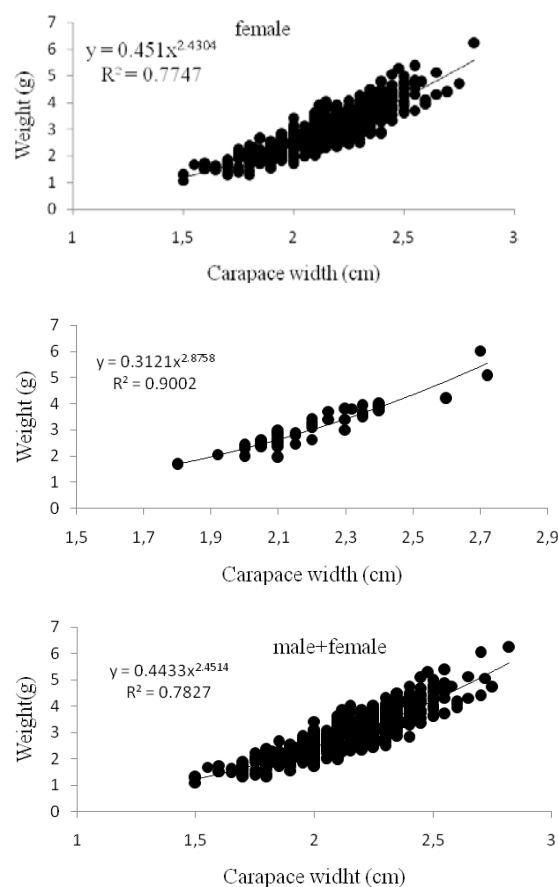 female
y = 0.451x^2.4304
R² = 0.7747
Weight (g)
7
6
5
4
3
2
1
0
1 1,5 2 2,5 3
Carapace width (cm)
y = 0.3121x^2.8758
R² = 0.9002
Weight (g)
7
6
5
4
3
2
1
0
1,5 1,7 1,9 2,1 2,3 2,5 2,7 2,9
Carapace width (cm)
male+female
y = 0.4433x^2.4514
R² = 0.7827
Weight(g)
7
6
5
4
3
2
1
0
1 1,5 2 2,5 3
Carapace widht (cm)